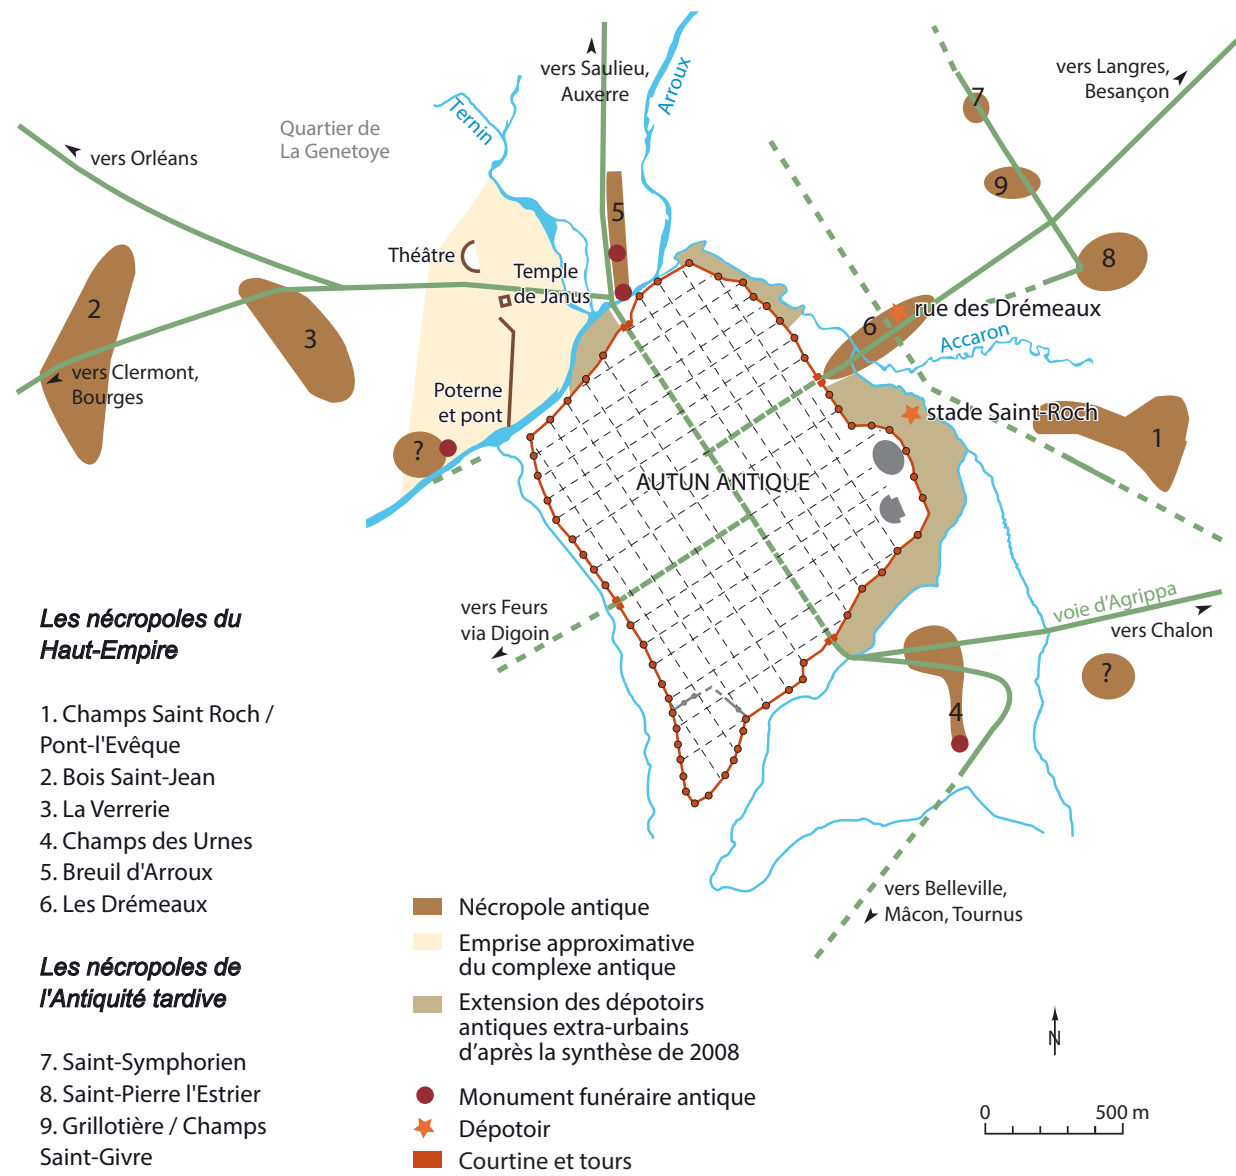 vers Saulieu,
Auxerre
Arroux
Ternin
vers Langres,
Besançon
7
Quartier de
La Genetoye
vers Orléans
9
5
Théâtre
Temple
de Janus
8
2
3
6
rue des Drémeaux
Accaron
vers Clermont,
Bourges
Poterne
et pont
?
stade Saint-Roch
1
AUTUN ANTIQUE
voie d'Agrippa
vers Chalon
vers Feurs
via Digoin
?
4
vers Belleville,
Mâcon, Tournus
Les nécropoles du
Haut-Empire
1. Champs Saint Roch /
Pont-l'Evêque
2. Bois Saint-Jean
3. La Verrerie
4. Champs des Urnes
5. Breuil d'Arroux
6. Les Drémeaux
Les nécropoles de
l'Antiquité tardive
7. Saint-Symphorien
8. Saint-Pierre l'Estrier
9. Grillotière / Champs
Saint-Givre
Nécropole antique
Emprise approximative
du complexe antique
Extension des dépotoirs
antiques extra-urbains
d'après la synthèse de 2008
Monument funéraire antique
Dépotoir
Courtine et tours
N
0 500 m